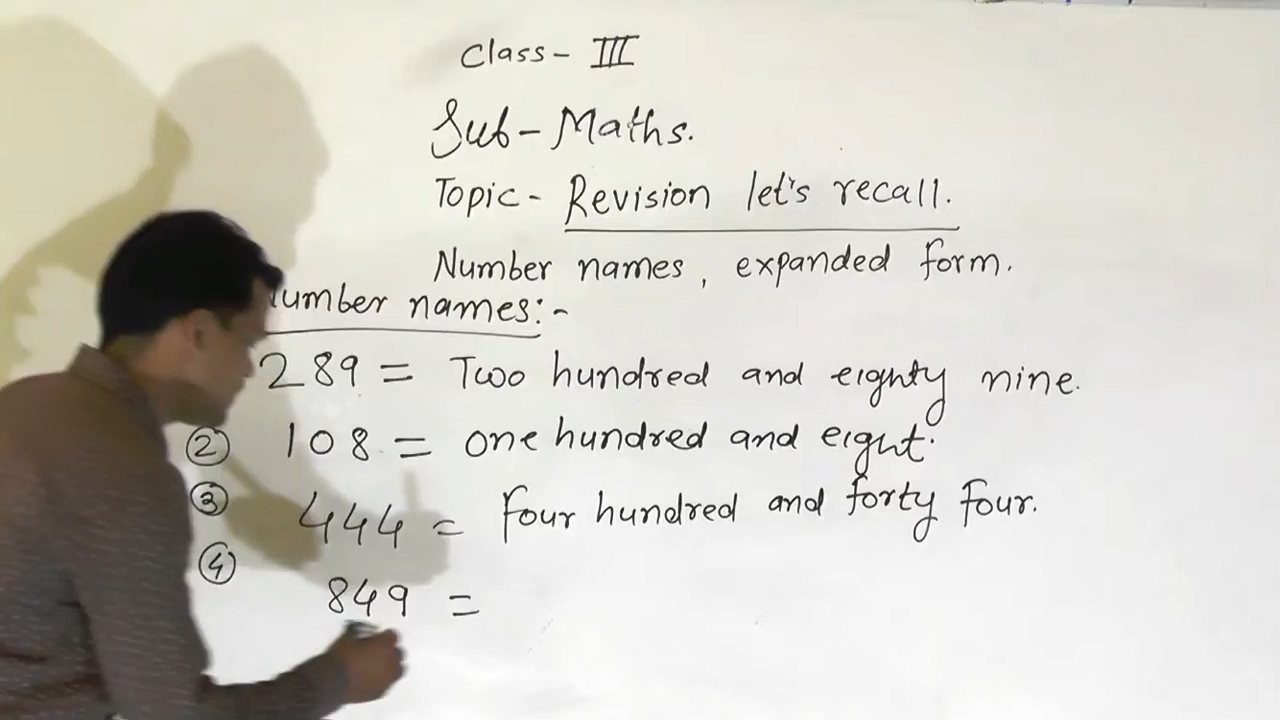 Class- III
Sub- Maths.
Topic- Revision let's recall.
Number names, expanded form.
umber names:-
289 = Two hundred and eighty nine.
② 108 = one hundred and eight.
③ 444 = four hundred and forty four.
④ 849 =